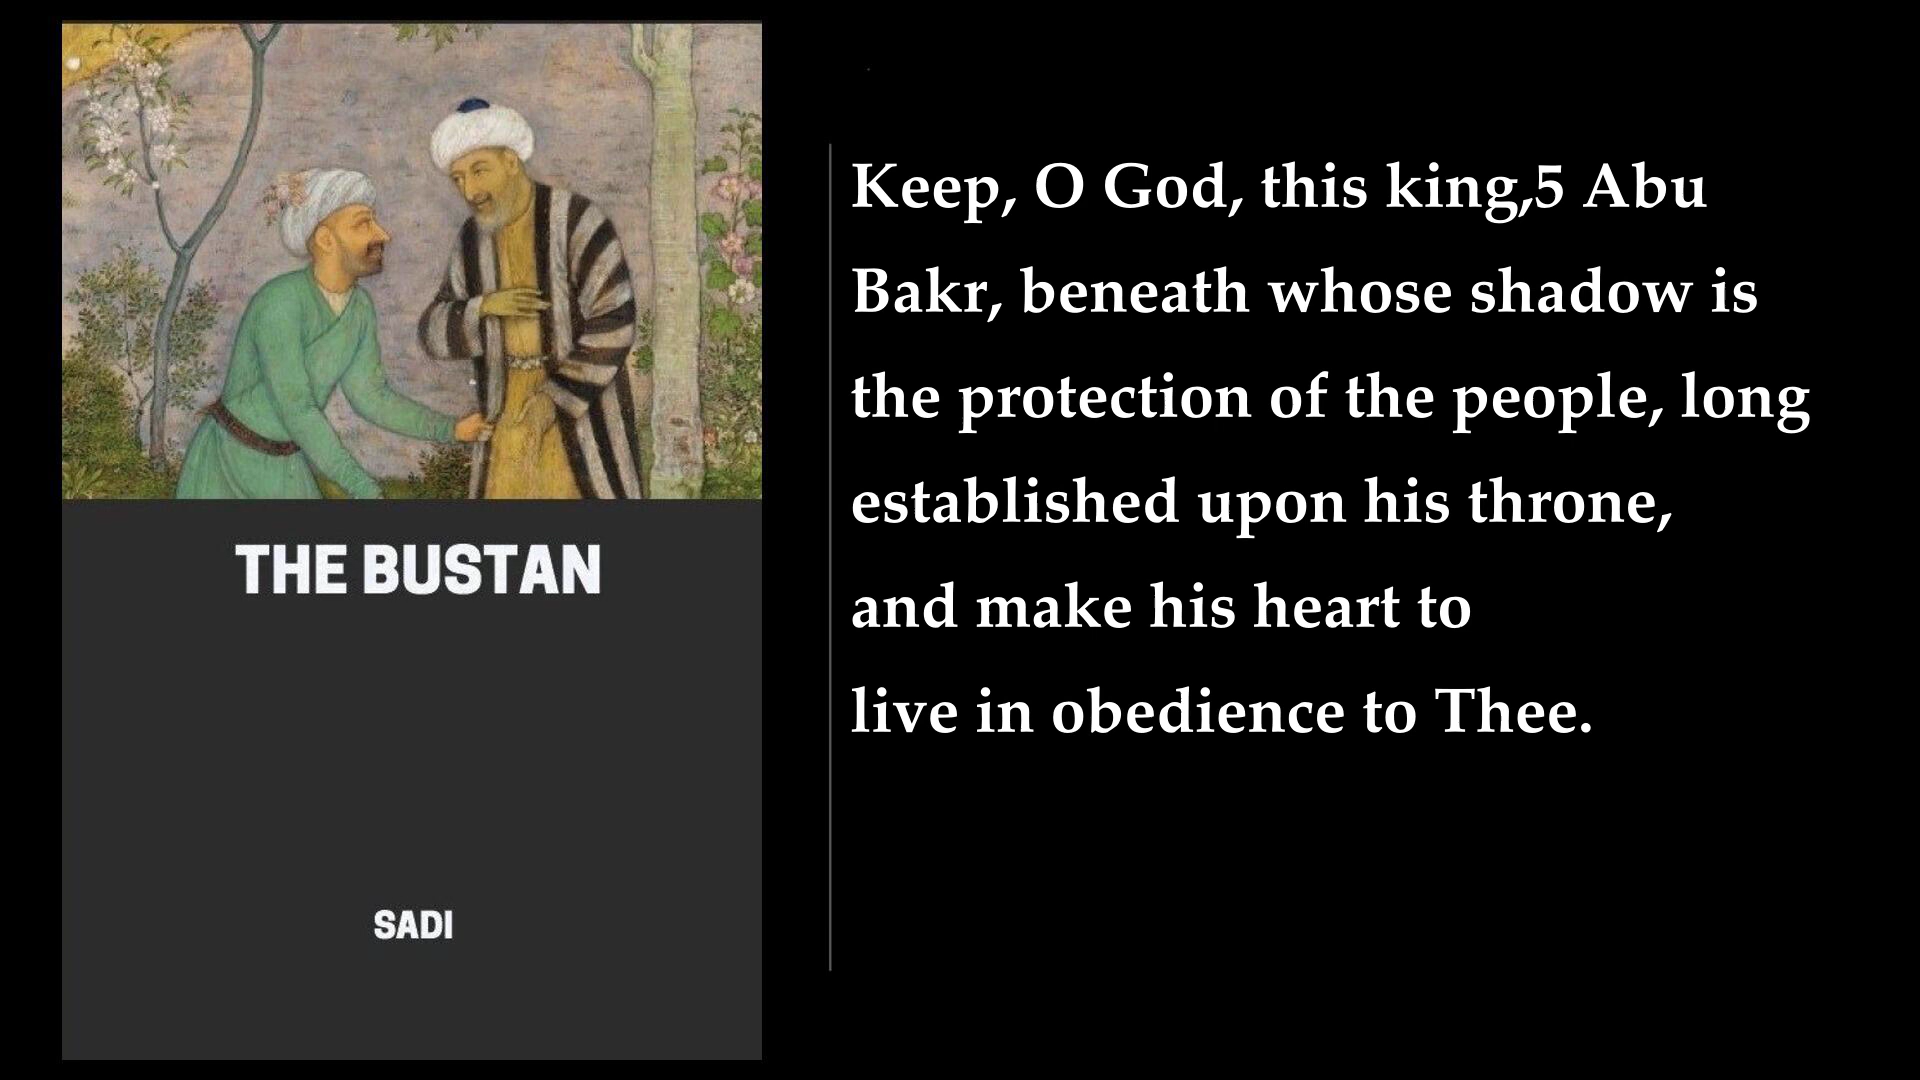 THE BUSTAN
SADI
Keep, O God, this king,5 Abu
Bakr, beneath whose shadow is
the protection of the people, long
established upon his throne,
and make his heart to
live in obedience to Thee.